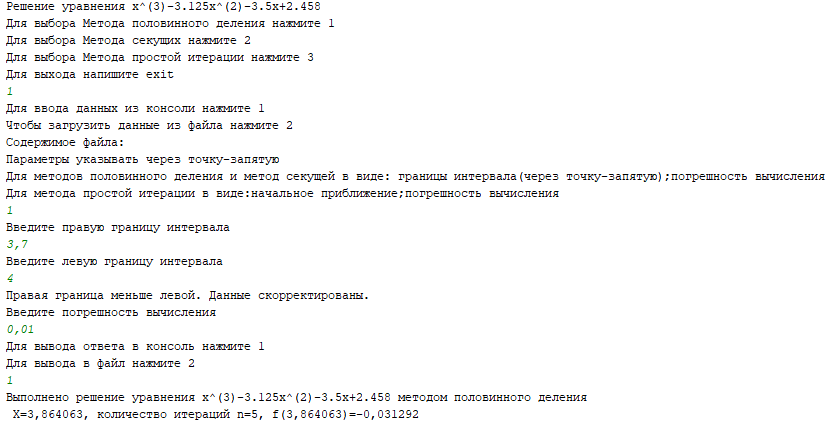 Решение уравнения x^(3)-3.125x^(2)-3.5x+2.458
Для выбора Метода половинного деления нажмите 1
Для выбора Метода секущих нажмите 2
Для выбора Метода простой итерации нажмите 3
Для выхода напишите exit
1
Для ввода данных из консоли нажмите 1
Чтобы загрузить данные из файла нажмите 2
Содержимое файла:
Параметры указывать через точку-запятую
Для методов половинного деления и метод секущей в виде: границы интервала(через точку-запятую);погрешность вычисления
Для метода простой итерации в виде:начальное приближение;погрешность вычисления
1
Введите правую границу интервала
3,7
Введите левую границу интервала
4
Правая граница меньше левой. Данные скорректированы.
Введите погрешность вычисления
0,01
Для вывода ответа в консоль нажмите 1
Для вывода в файл нажмите 2
1
Выполнено решение уравнения x^(3)-3.125x^(2)-3.5x+2.458 методом половинного деления
X=3,864063, количество итераций n=5, f(3,864063)=-0,031292